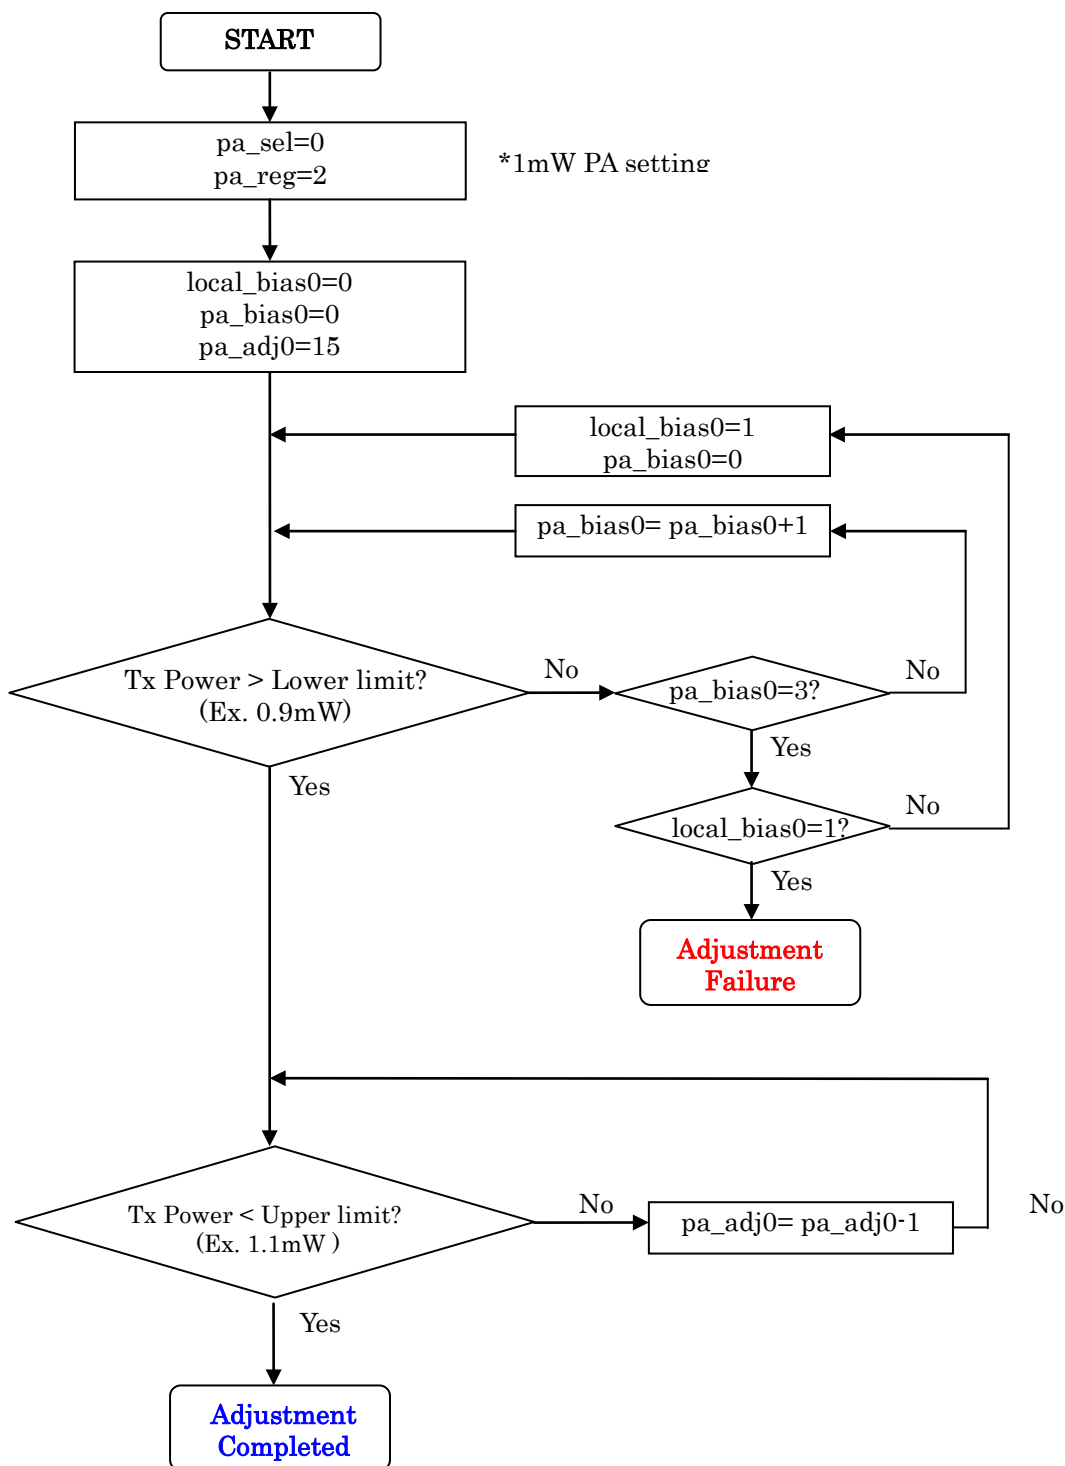 START
pa_sel=0
pa_reg=2
*1mW PA setting
local_bias0=0
pa_bias0=0
pa_adj0=15
local_bias0=1
pa_bias0=0
pa_bias0= pa_bias0+1
Tx Power > Lower limit?
(Ex. 0.9mW)
No
pa_bias0=3?
No
Yes
Yes
local_bias0=1?
No
Yes
Adjustment
Failure
Tx Power < Upper limit?
(Ex. 1.1mW )
No
pa_adj0= pa_adj0-1
No
Yes
Adjustment
Completed